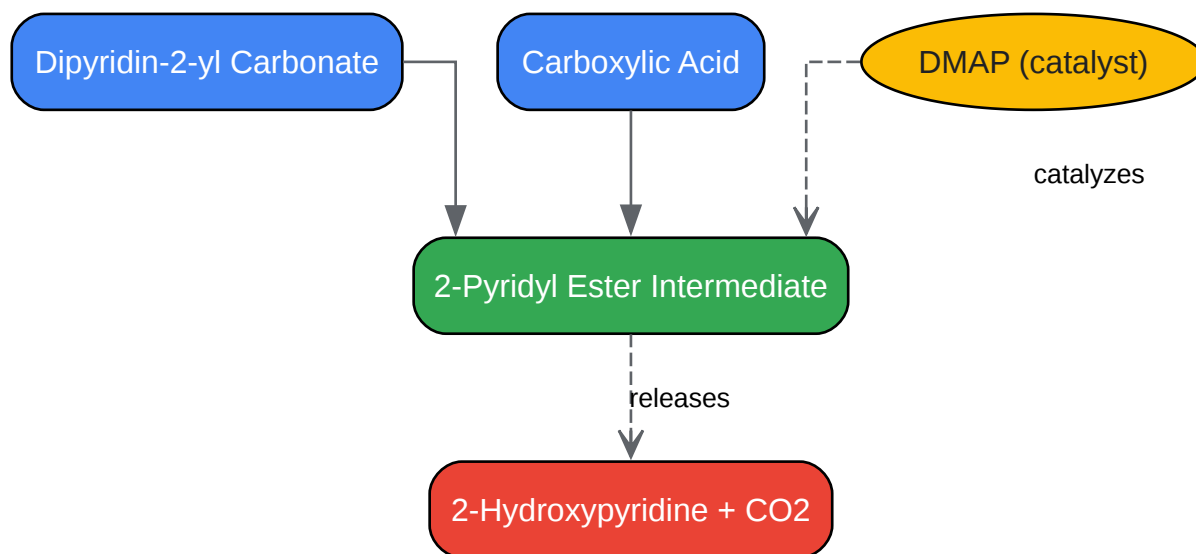 Dipyridin-2-yl Carbonate
Carboxylic Acid
DMAP (catalyst)
catalyzes
2-Pyridyl Ester Intermediate
releases
2-Hydroxypyridine + CO2